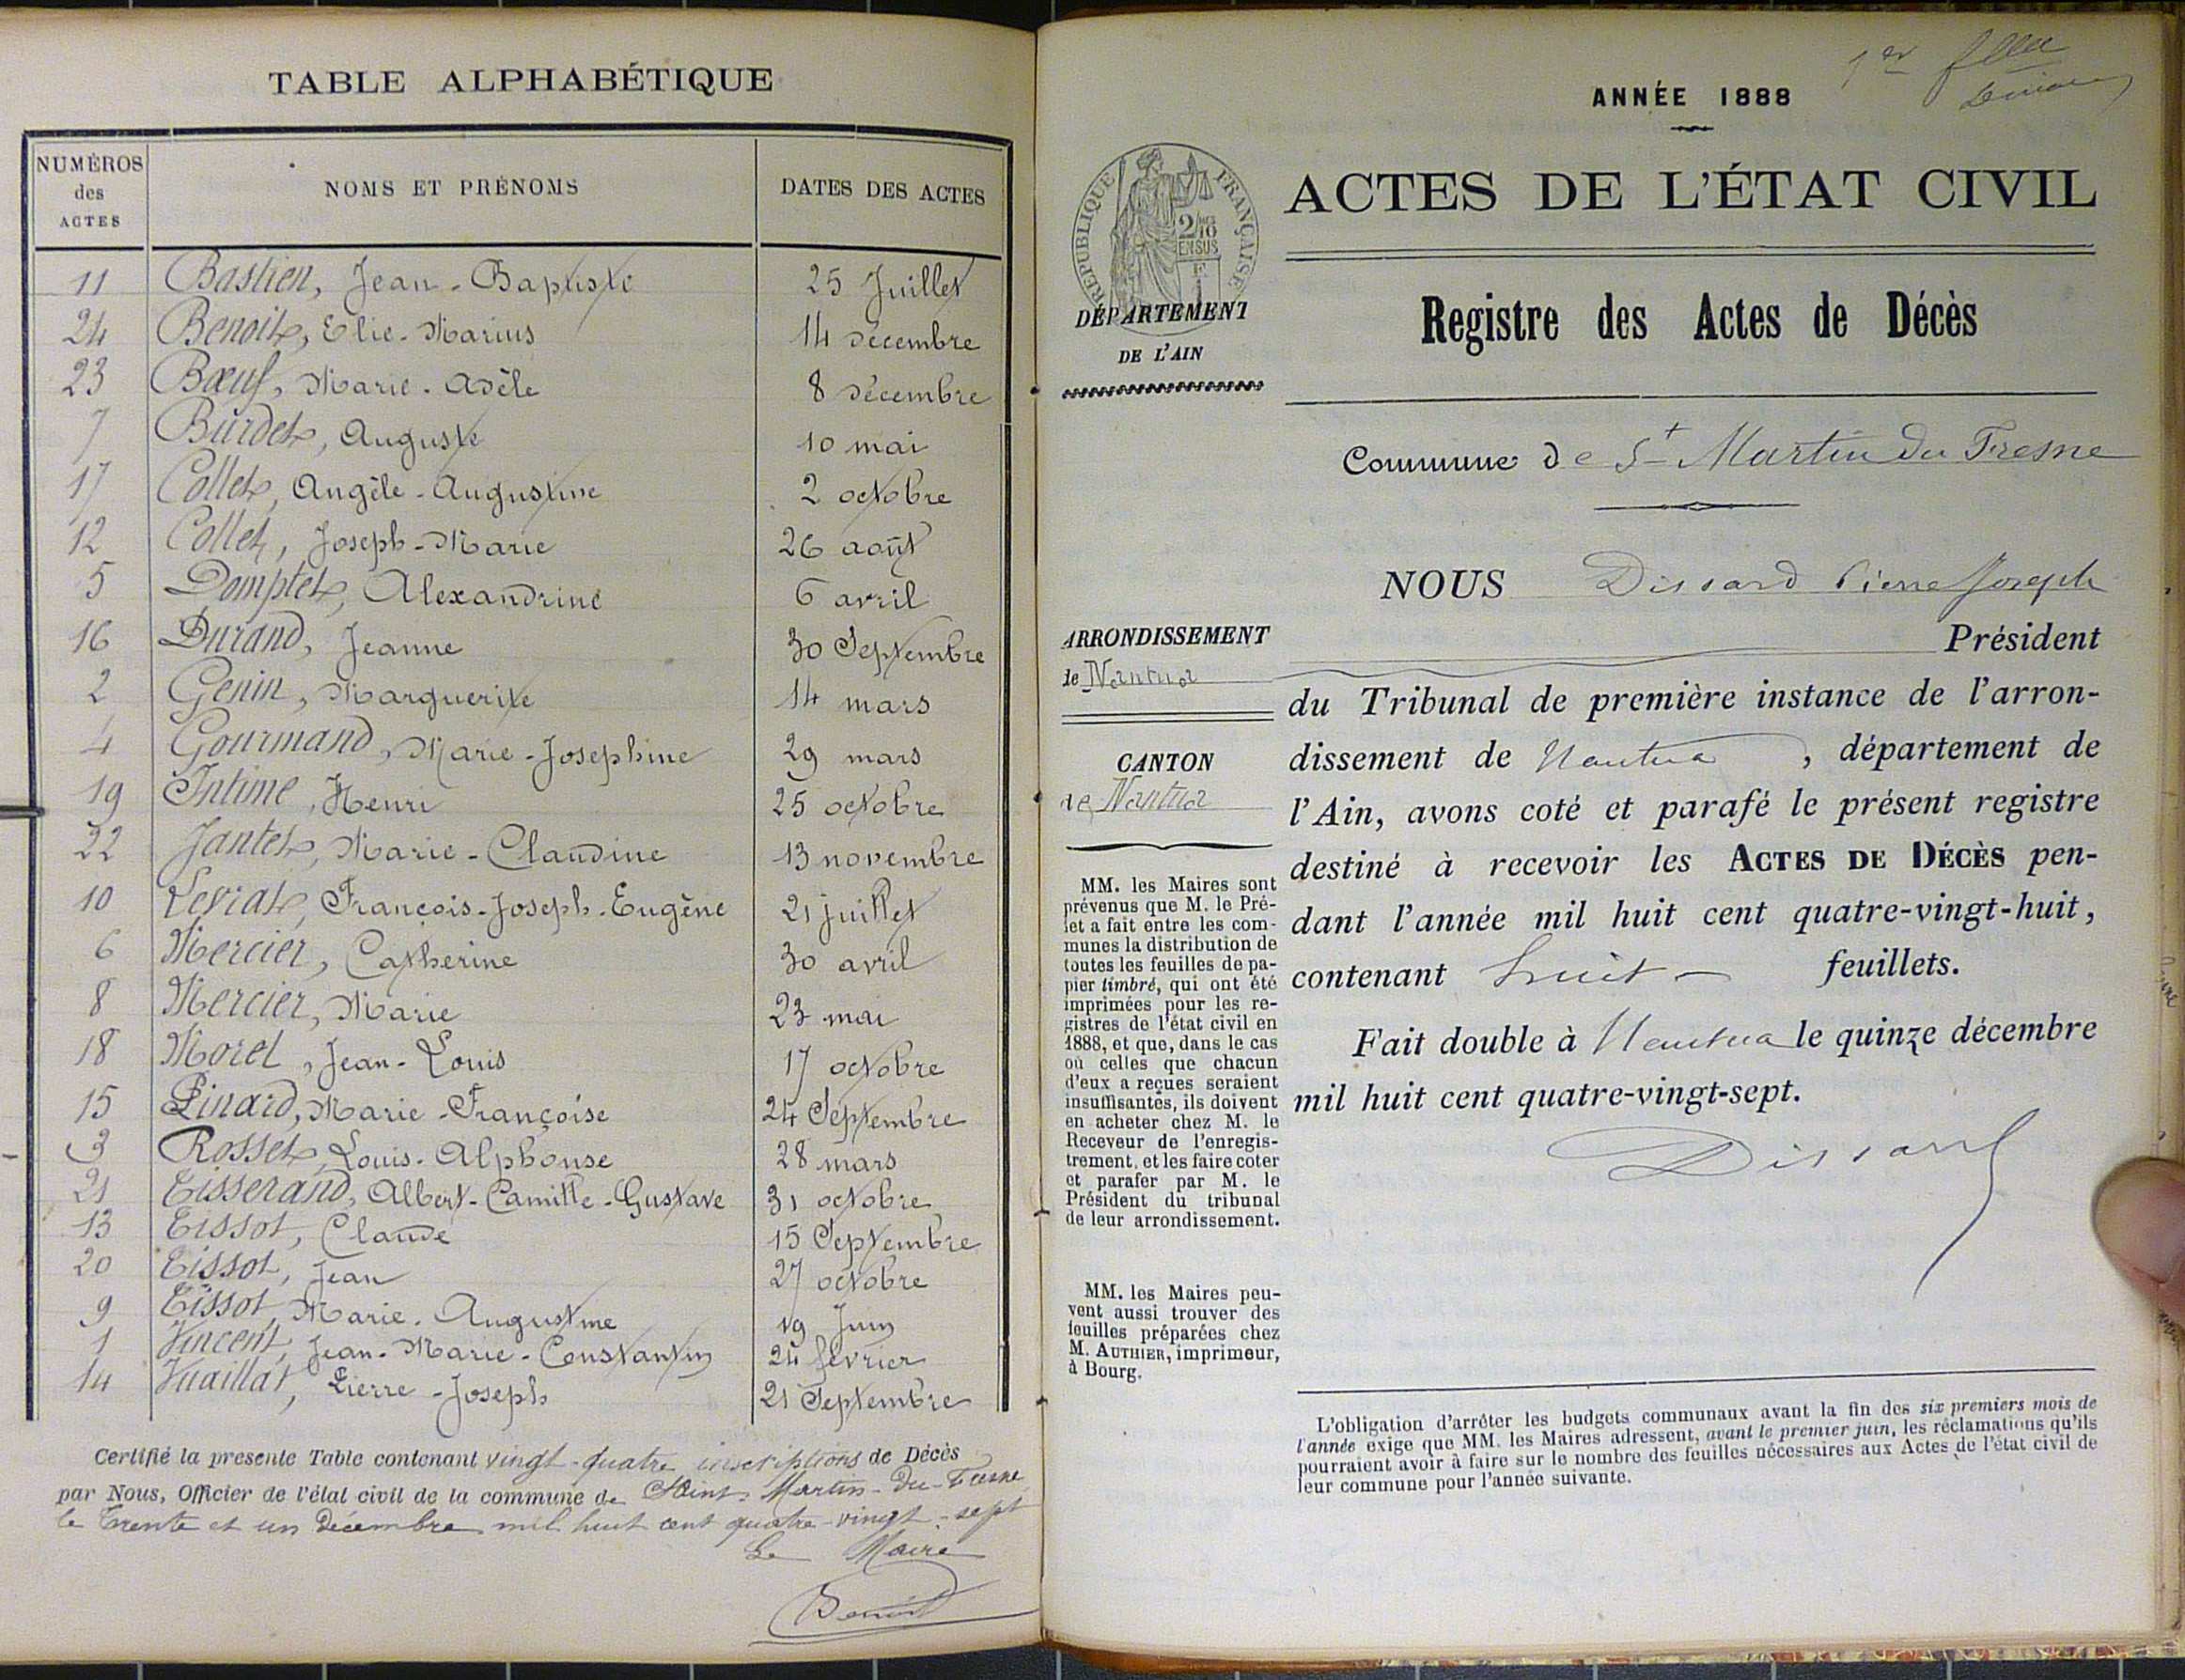 TABLE ALPHABÉTIQUE
NUMÉROS des ACTES NOMS ET PRÉNOMS DATES DES ACTES
11 Bastien, Jean-Baptiste 25 Juillet
24 Benoit, Elie-Marius 14 décembre
23 Bœuf, Marie-Adèle 8 décembre
7 Burdet, Auguste 10 mai
17 Collet, Angèle-Augustine 2 octobre
12 Collet, Joseph-Marie 26 août
5 Domptet, Alexandrine 6 avril
16 Durand, Jeanne 30 Septembre
2 Genin, Marguerite 14 mars
4 Gourmand, Marie-Josephine 29 mars
19 Intime, Henri 25 octobre
22 Jantet, Marie-Claudine 13 novembre
10 Levrat, François-Joseph-Eugène 21 juillet
6 Mercier, Catherine 30 avril
8 Mercier, Marie 23 mai
18 Morel, Jean-Louis 17 octobre
15 Pinard, Marie-Françoise 24 Septembre
3 Rosset, Louis-Alphonse 28 mars
21 Tisserand, Albert-Camille-Gustave 31 octobre
13 Tissot, Claude 15 Septembre
20 Tissot, Jean 27 octobre
9 Tissot, Marie-Augustine 19 Juin
1 Vincent, Jean-Marie-Constantin 24 février
14 Vuaillat, Pierre-Joseph 21 Septembre
Certifié la presente Table contenant vingt-quatre inscriptions de Décès
par Nous, Officier de l'état civil de la commune de Saint-Martin-du-Fresne
le trente et un décembre mil huit cent quatre-vingt-sept
Le Maire
Benoit
1er
ANNÉE 1888
RÉPUBLIQUE FRANÇAISE
DÉPARTEMENT
DE L'AIN
ACTES DE L'ÉTAT CIVIL
Registre des Actes de Décès
Commune de St Martin du Fresne
ARRONDISSEMENT
de Nantua
CANTON
de Nantua
MM. les Maires sont
prévenus que M. le Pré-
fet a fait entre les com-
munes la distribution de
toutes les feuilles de pa-
pier timbré, qui ont été
imprimées pour les re-
gistres de l'état civil en
1888, et que, dans le cas
où celles que chacun
d'eux a reçues seraient
insuffisantes, ils doivent
en acheter chez M. le
Receveur de l'enregis-
trement, et les faire coter
et parafer par M. le
Président du tribunal
de leur arrondissement.
MM. les Maires peu-
vent aussi trouver des
feuilles préparées chez
M. AUTHIER, imprimeur,
à Bourg.
NOUS Dissard Pierre Joseph
Président
du Tribunal de première instance de l'arron-
dissement de Nantua, département de
l'Ain, avons coté et parafé le présent registre
destiné à recevoir les ACTES DE DÉCÈS pen-
dant l'année mil huit cent quatre-vingt-huit,
contenant huit feuillets.
Fait double à Nantua le quinze décembre
mil huit cent quatre-vingt-sept.
Dissard
L'obligation d'arrêter les budgets communaux avant la fin des six premiers mois de
l'année exige que MM. les Maires adressent, avant le premier juin, les réclamations qu'ils
pourraient avoir à faire sur le nombre des feuilles nécessaires aux Actes de l'état civil de
leur commune pour l'année suivante.